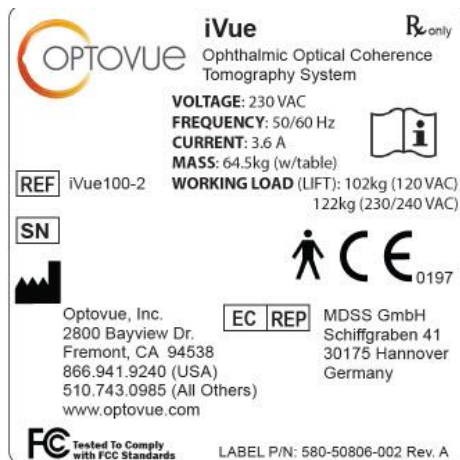 OPTOVUE
iVue
Rx only
Ophthalmic Optical Coherence
Tomography System
VOLTAGE: 230 VAC
FREQUENCY: 50/60 Hz
CURRENT: 3.6 A
MASS: 64.5kg (w/table)
REF iVue100-2
WORKING LOAD (LIFT): 102kg (120 VAC)
122kg (230/240 VAC)
SN
i
CE 0197
Optovue, Inc.
2800 Bayview Dr.
Fremont, CA 94538
866.941.9240 (USA)
510.743.0985 (All Others)
www.optovue.com
EC REP
MDSS GmbH
Schiffgraben 41
30175 Hannover
Germany
FC Tested To Comply
with FCC Standards
LABEL P/N: 580-50806-002 Rev. A